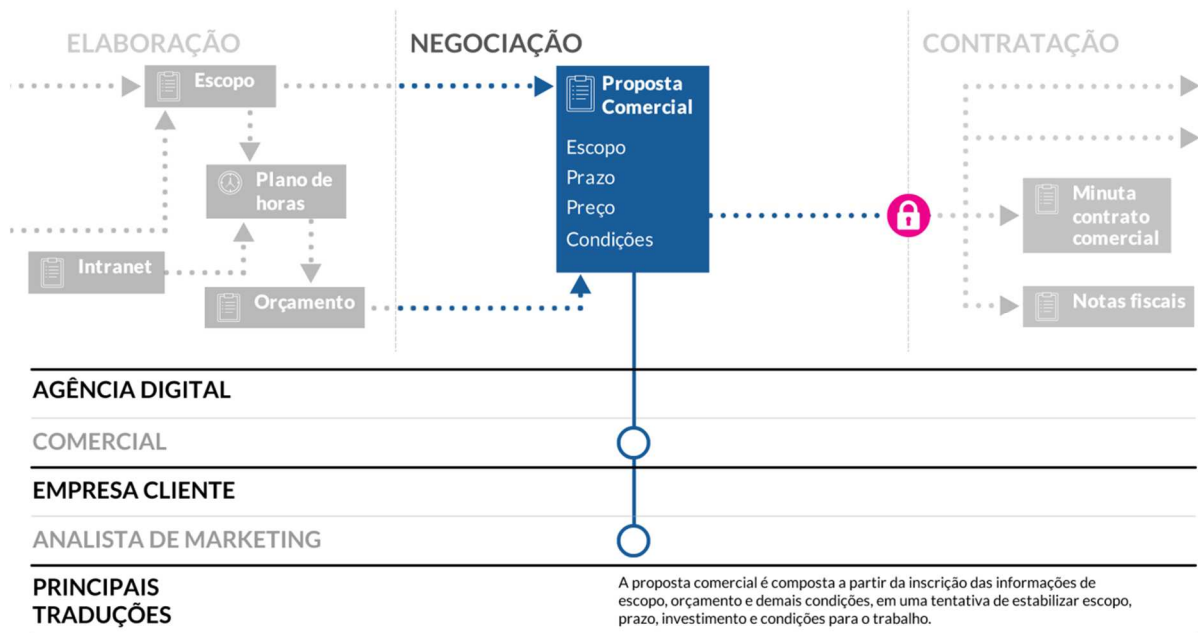 ELABORAÇÃO
NEGOCIAÇÃO
CONTRATAÇÃO
Escopo
Plano de
horas
Intranet
Orçamento
Proposta
Comercial
Escopo
Prazo
Preço
Condições
Minuta
contrato
comercial
Notas fiscais
AGÊNCIA DIGITAL
COMERCIAL
EMPRESA CLIENTE
ANALISTA DE MARKETING
PRINCIPAIS
TRADUÇÕES
A proposta comercial é composta a partir da inscrição das informações de
escopo, orçamento e demais condições, em uma tentativa de estabilizar escopo,
prazo, investimento e condições para o trabalho.